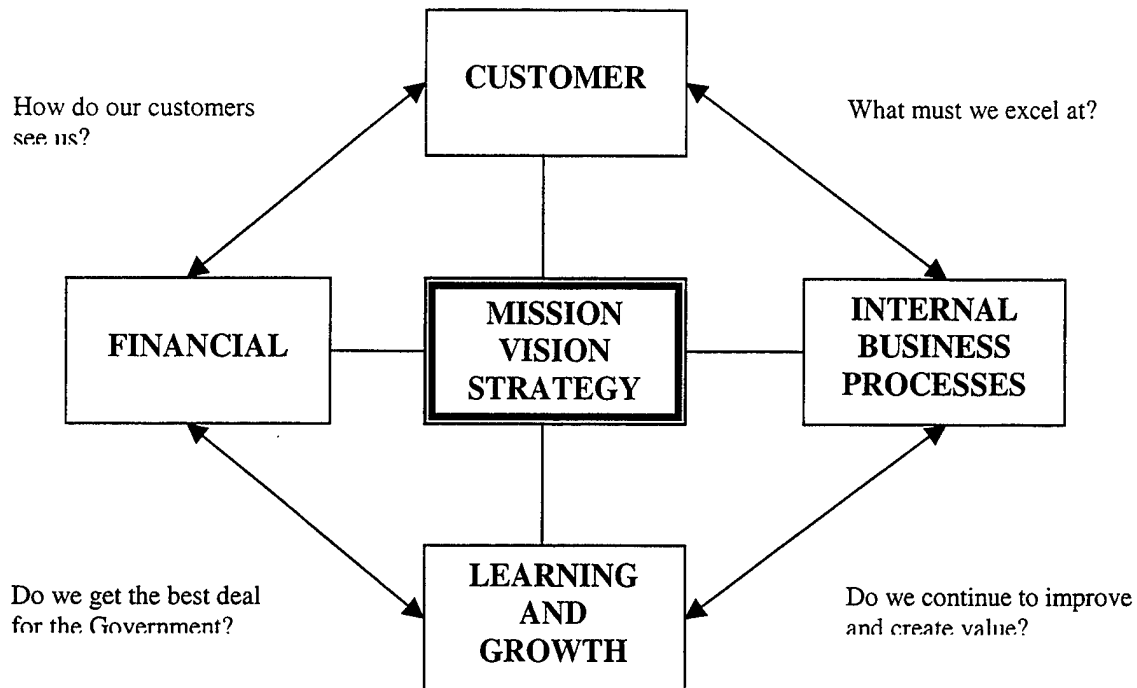 CUSTOMER
How do our customers
see us?
What must we excel at?
FINANCIAL
MISSION
VISION
STRATEGY
INTERNAL
BUSINESS
PROCESSES
LEARNING
AND
GROWTH
Do we get the best deal
for the Government?
Do we continue to improve
and create value?